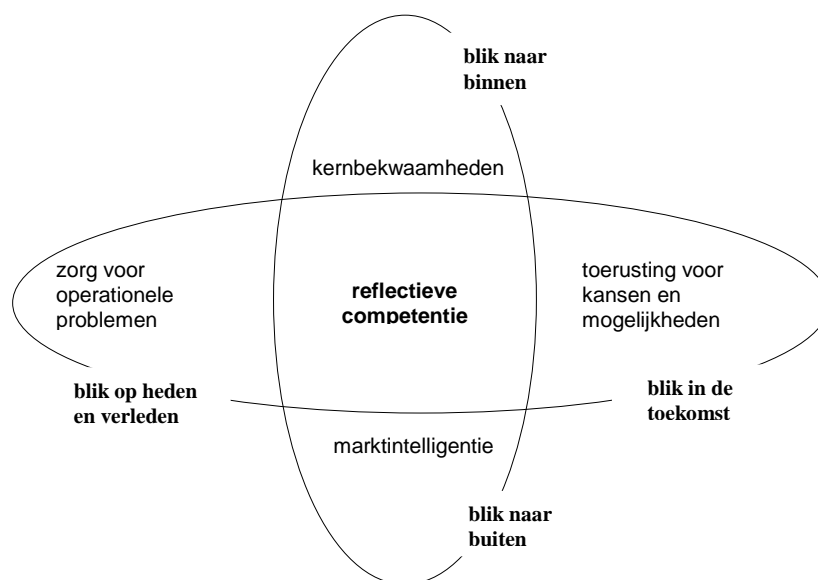 blik naar
binnen
kernbekwaamheden
zorg voor
operationele
problemen
reflectieve
competentie
toerusting voor
kansen en
mogelijkheden
blik op heden
en verleden
blik in de
toekomst
marktintelligentie
blik naar
buiten